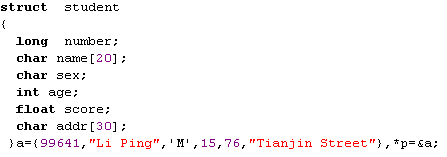 struct  student
{
  long  number;
  char name[20];
  char sex;
  int age;
  float score;
  char addr[30];
 }a={99641,"Li Ping",'M',15,76,"Tianjin Street"},*p=&a;